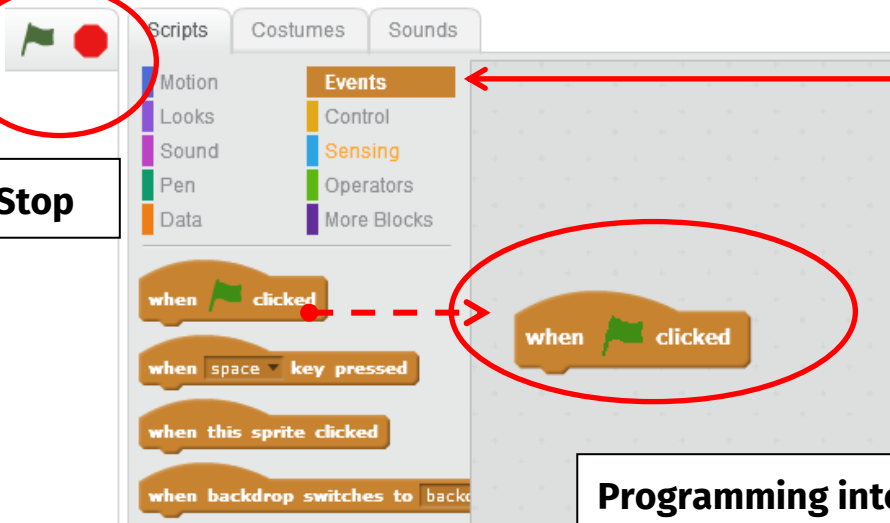 Scripts Costumes Sounds
Motion Events
Looks Control
Sound Sensing
Pen Operators
Data More Blocks
Stop
when clicked
when space key pressed
when this sprite clicked
when backdrop switches to
when clicked
Programming